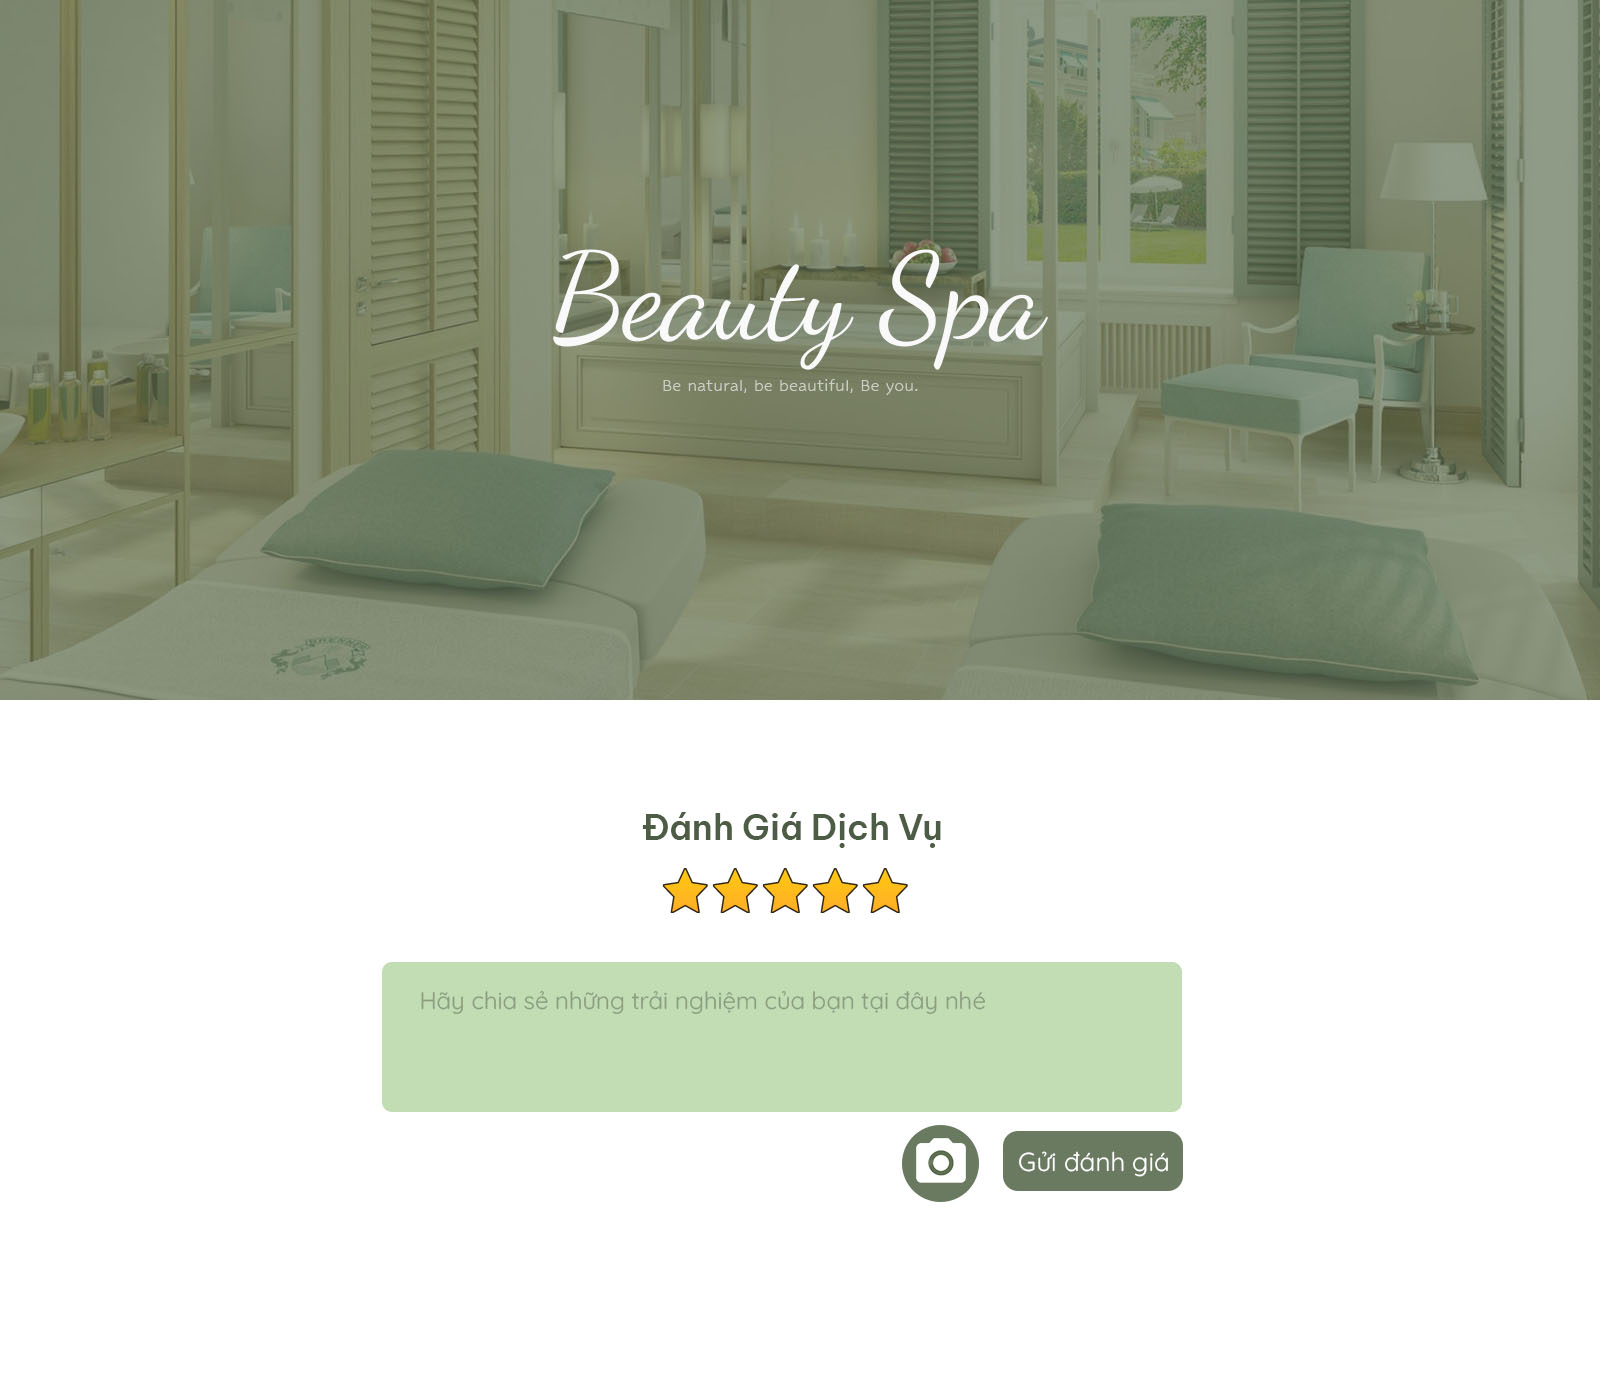 Beauty Spa
Be natural, be beautiful, Be you.
Đánh Giá Dịch Vụ
Hãy chia sẻ những trải nghiệm của bạn tại đây nhé
Gửi đánh giá